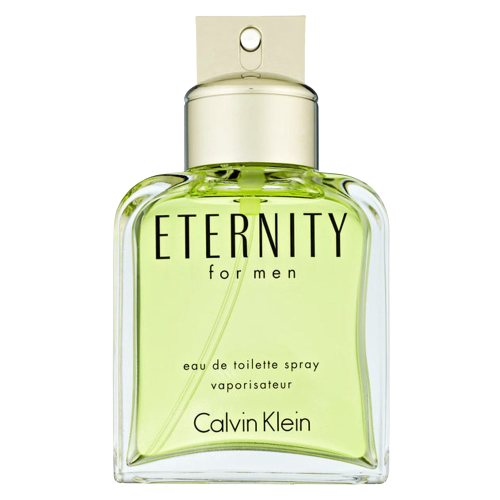 ETERNITY
for men
eau de toilette spray
vaporisateur
Calvin Klein